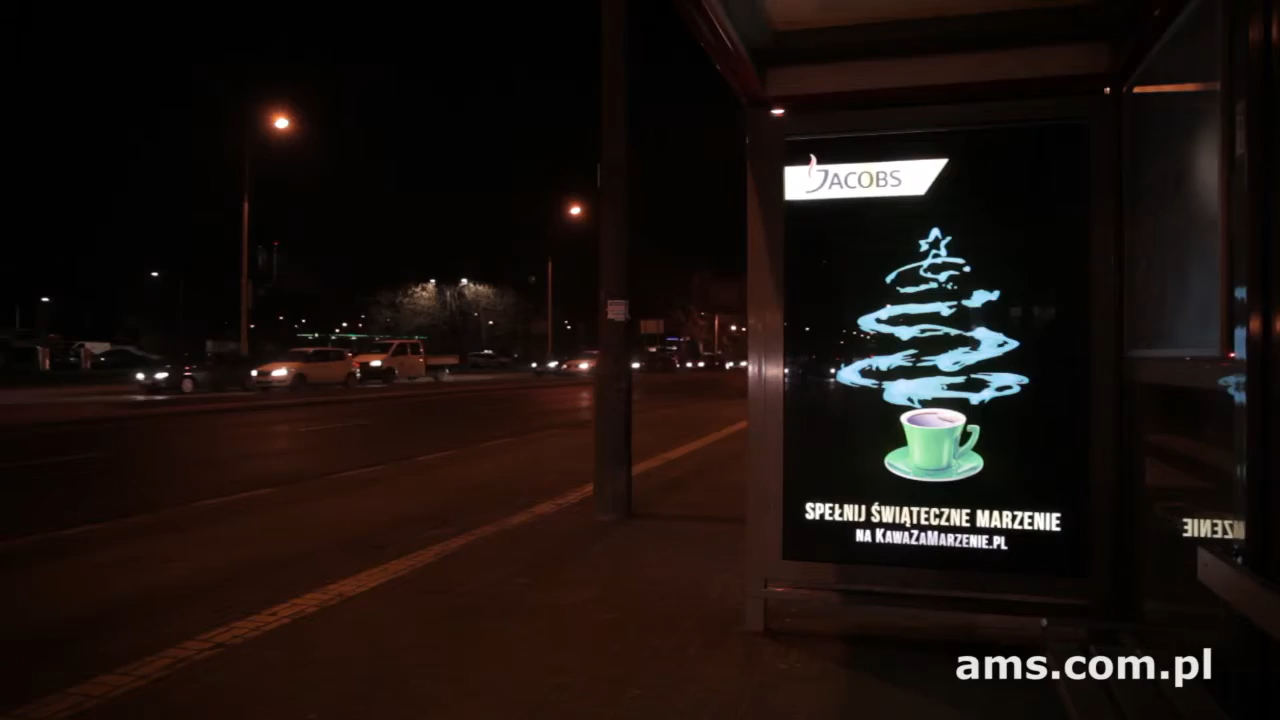 JACOBS
SPEŁNIJ ŚWIĄTECZNE MARZENIE
NA KAWAZAMARZENIE.PL
ams.com.pl